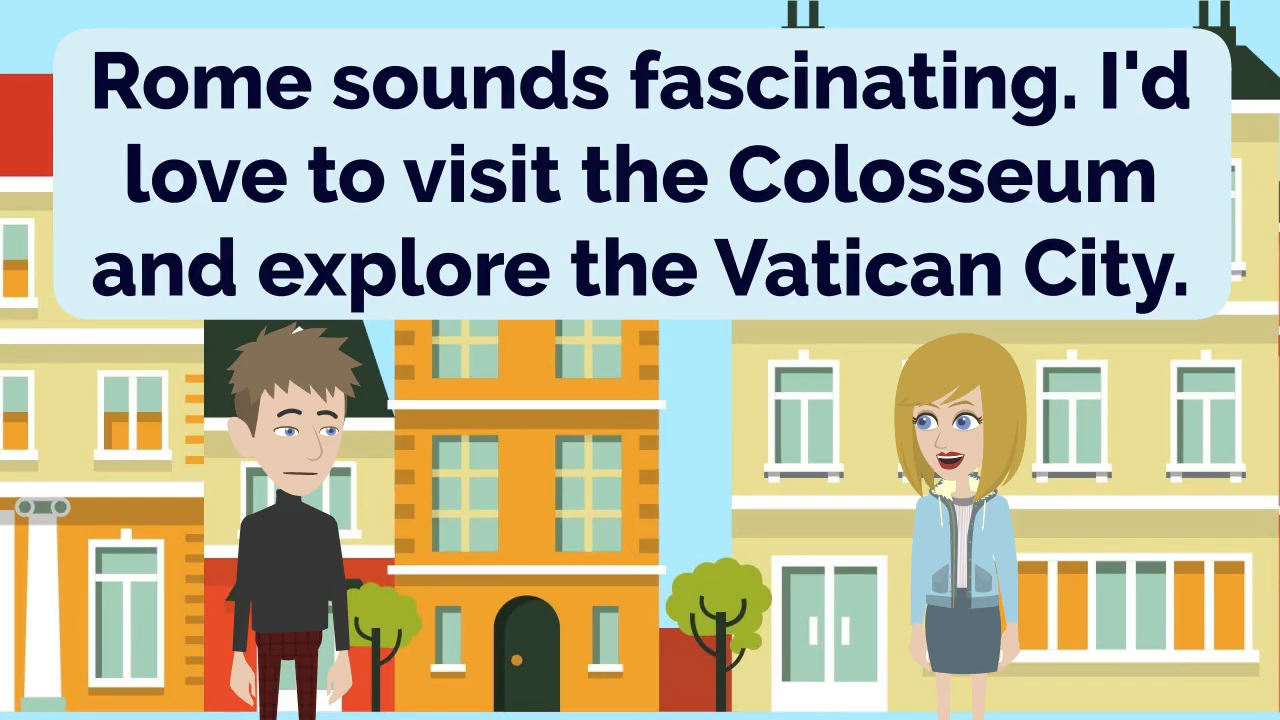 Rome sounds fascinating. I'd
love to visit the Colosseum
and explore the Vatican City.